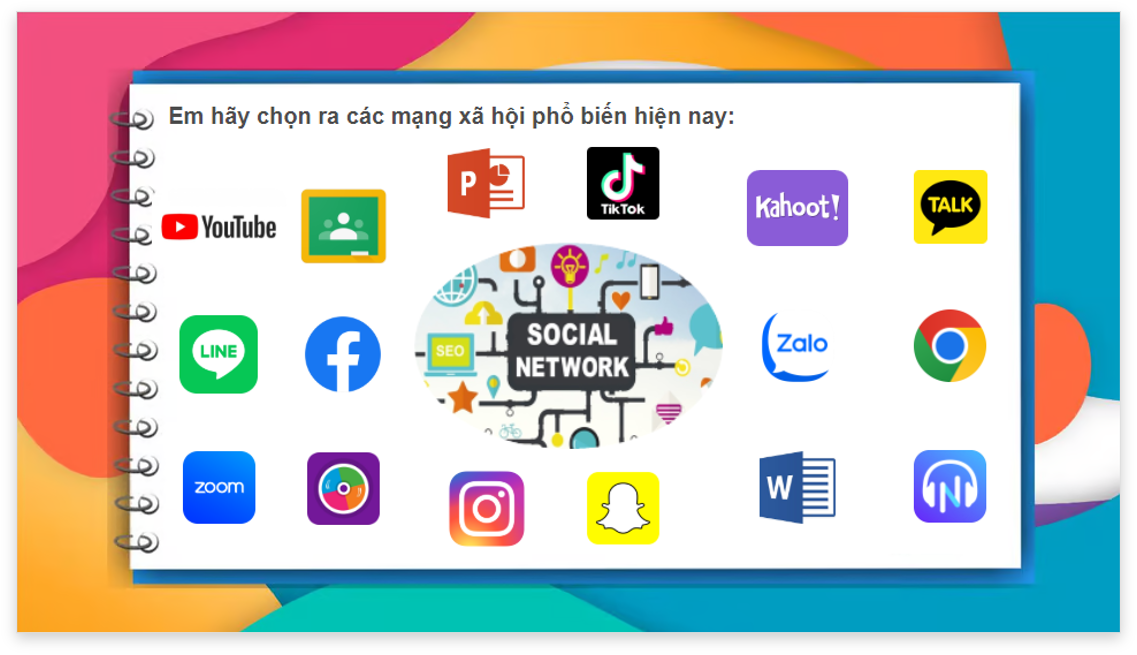 Em hãy chọn ra các mạng xã hội phổ biến hiện nay:
P
TikTok
YouTube
Kahoot!
TALK
SOCIAL
NETWORK
SEO
LINE
f
Zalo
zoom
W
N